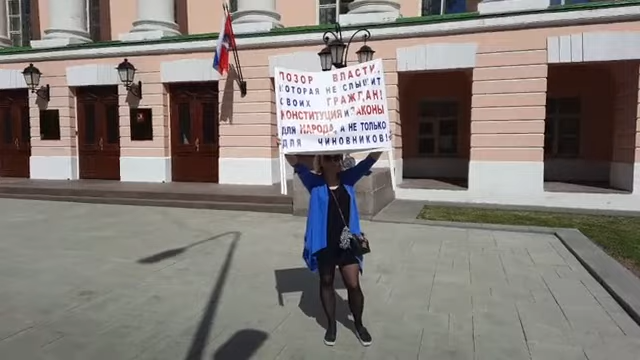 ПОЗОР ВЛАСТИ,
КОТОРАЯ НЕ СЛЫШИТ
СВОИХ ГРАЖДАН!
КОНСТИТУЦИЯ И ЗАКОНЫ
ДЛЯ НАРОДА, А НЕ ТОЛЬКО
ДЛЯ ЧИНОВНИКОВ!